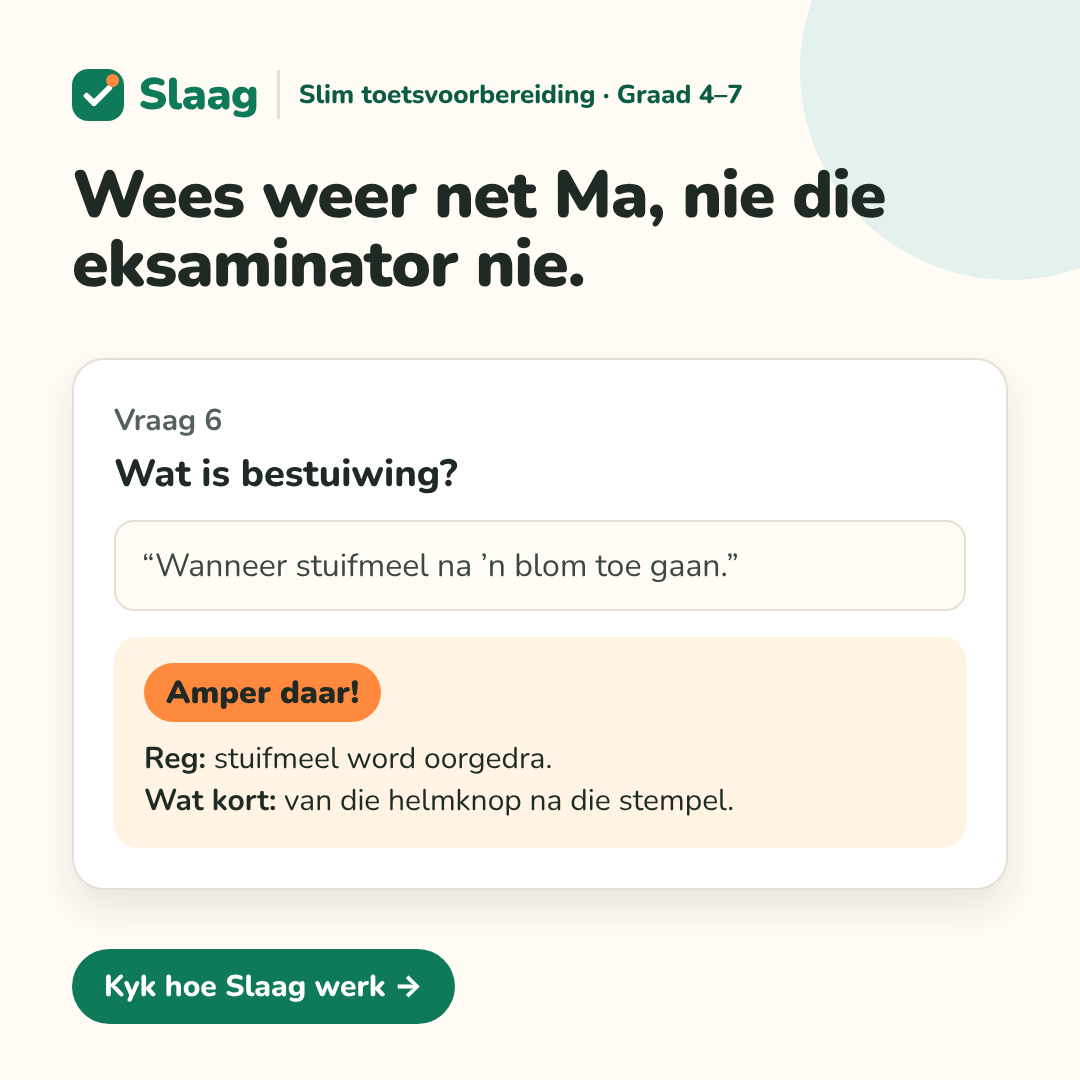 Slaag
Slim toetsvoorbereiding · Graad 4–7
Wees weer net Ma, nie die
eksaminator nie.
Vraag 6
Wat is bestuiwing?
“Wanneer stuifmeel na ’n blom toe gaan.”
Amper daar!
Reg: stuifmeel word oorgedra.
Wat kort: van die helmknop na die stempel.
Kyk hoe Slaag werk →